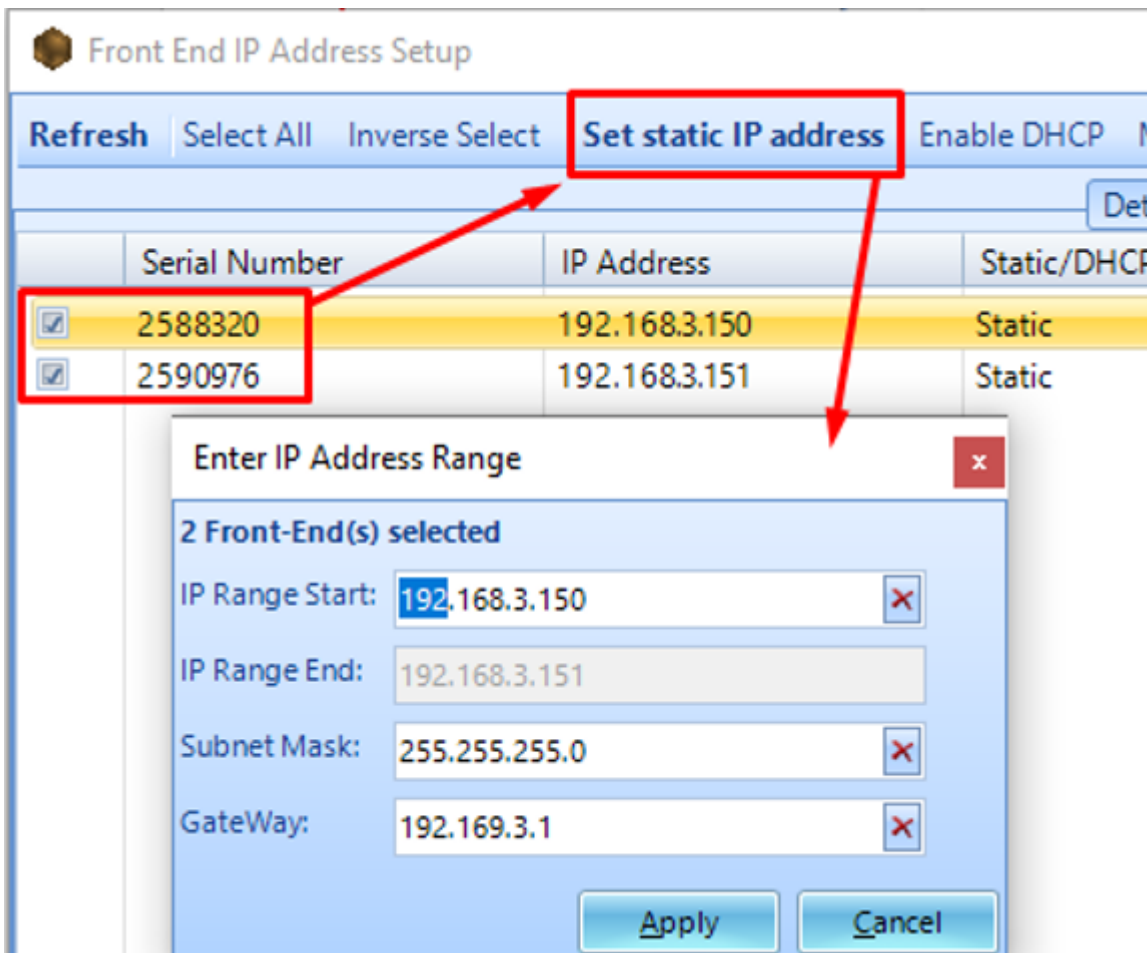 Front End IP Address Setup
Refresh Select All Inverse Select Set static IP address Enable DHCP
Serial Number IP Address Static/DHCP
2588320 192.168.3.150 Static
2590976 192.168.3.151 Static
Enter IP Address Range
2 Front-End(s) selected
IP Range Start: 192.168.3.150
IP Range End: 192.168.3.151
Subnet Mask: 255.255.255.0
GateWay: 192.169.3.1
Apply Cancel